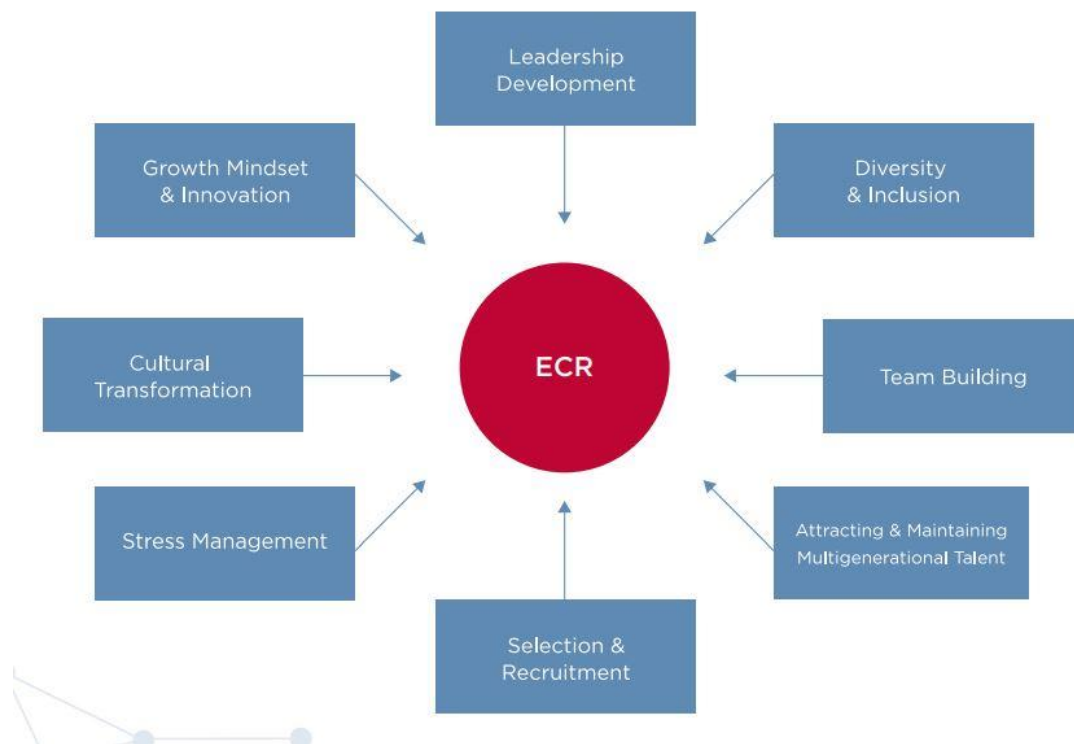 Leadership
Development
Growth Mindset
& Innovation
Diversity
& Inclusion
Cultural
Transformation
ECR
Team Building
Stress Management
Attracting & Maintaining
Multigenerational Talent
Selection &
Recruitment